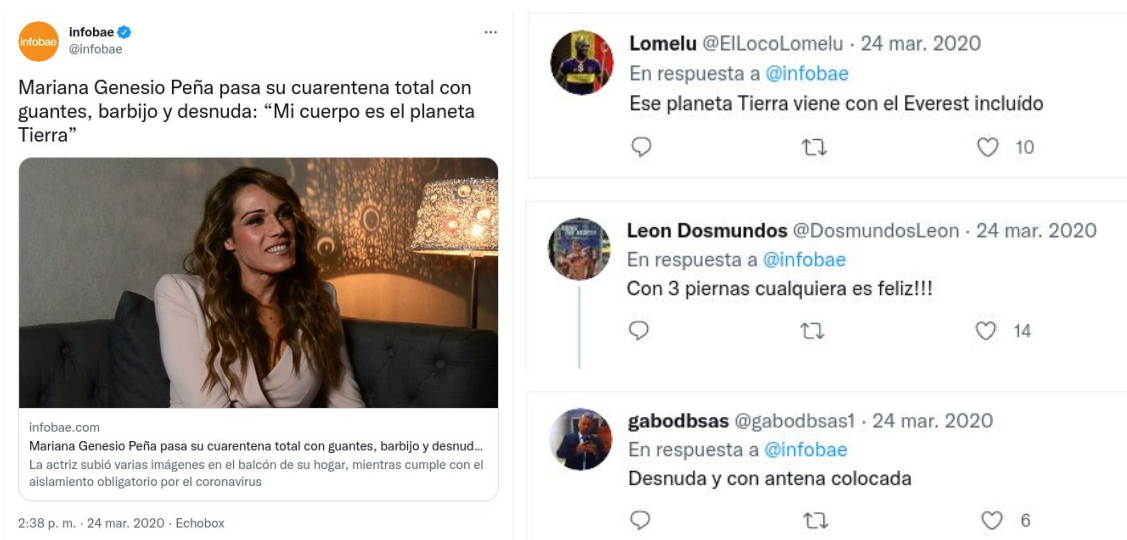 infobae
infobae
@infobae
Mariana Genesio Peña pasa su cuarentena total con
guantes, barbijo y desnuda: “Mi cuerpo es el planeta
Tierra”
infobae.com
Mariana Genesio Peña pasa su cuarentena total con guantes, barbijo y desnud...
La actriz subió varias imágenes en el balcón de su hogar, mientras cumple con el
aislamiento obligatorio por el coronavirus
2:38 p. m. · 24 mar. 2020 · Echobox
Lomelu @ElLocoLomelu · 24 mar. 2020
En respuesta a @infobae
Ese planeta Tierra viene con el Everest incluído
10
Leon Dosmundos @DosmundosLeon · 24 mar. 2020
En respuesta a @infobae
Con 3 piernas cualquiera es feliz!!!
14
gabodbsas @gabodbsas1 · 24 mar. 2020
En respuesta a @infobae
Desnuda y con antena colocada
6